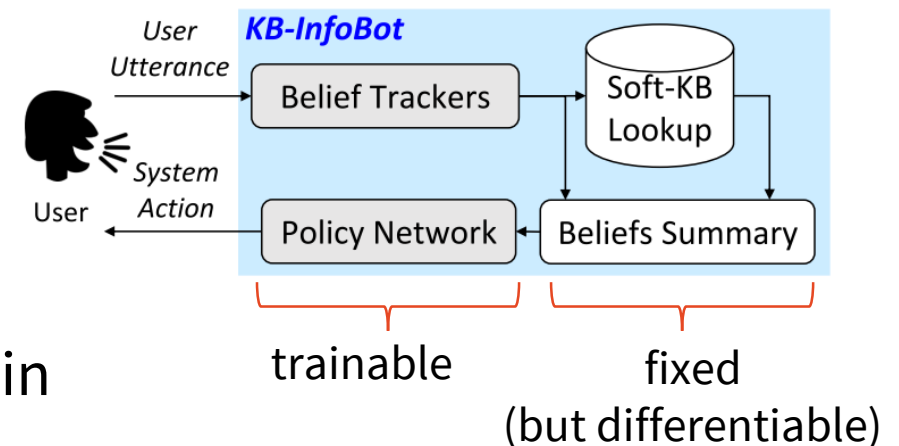 User
Utterance
KB-InfoBot
Belief Trackers
Soft-KB
Lookup
System
Action
User
Policy Network
Beliefs Summary
in
trainable
fixed
(but differentiable)